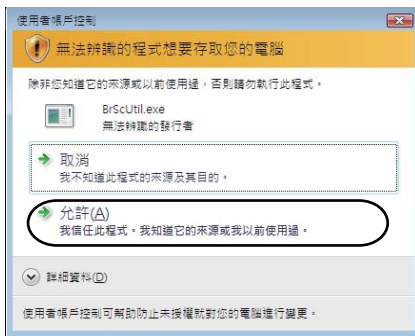 使用者帳戶控制
無法辨識的程式想要存取您的電腦
除非您知道它的來源或以前使用過，否則請勿執行此程式。
BrScUtil.exe
無法辨識的發行者
取消
我不知道此程式的來源及其目的。
允許(A)
我信任此程式。我知道它的來源或我以前使用過。
詳細資料(D)
使用者帳戶控制可幫助防止未授權就對您的電腦進行變更。